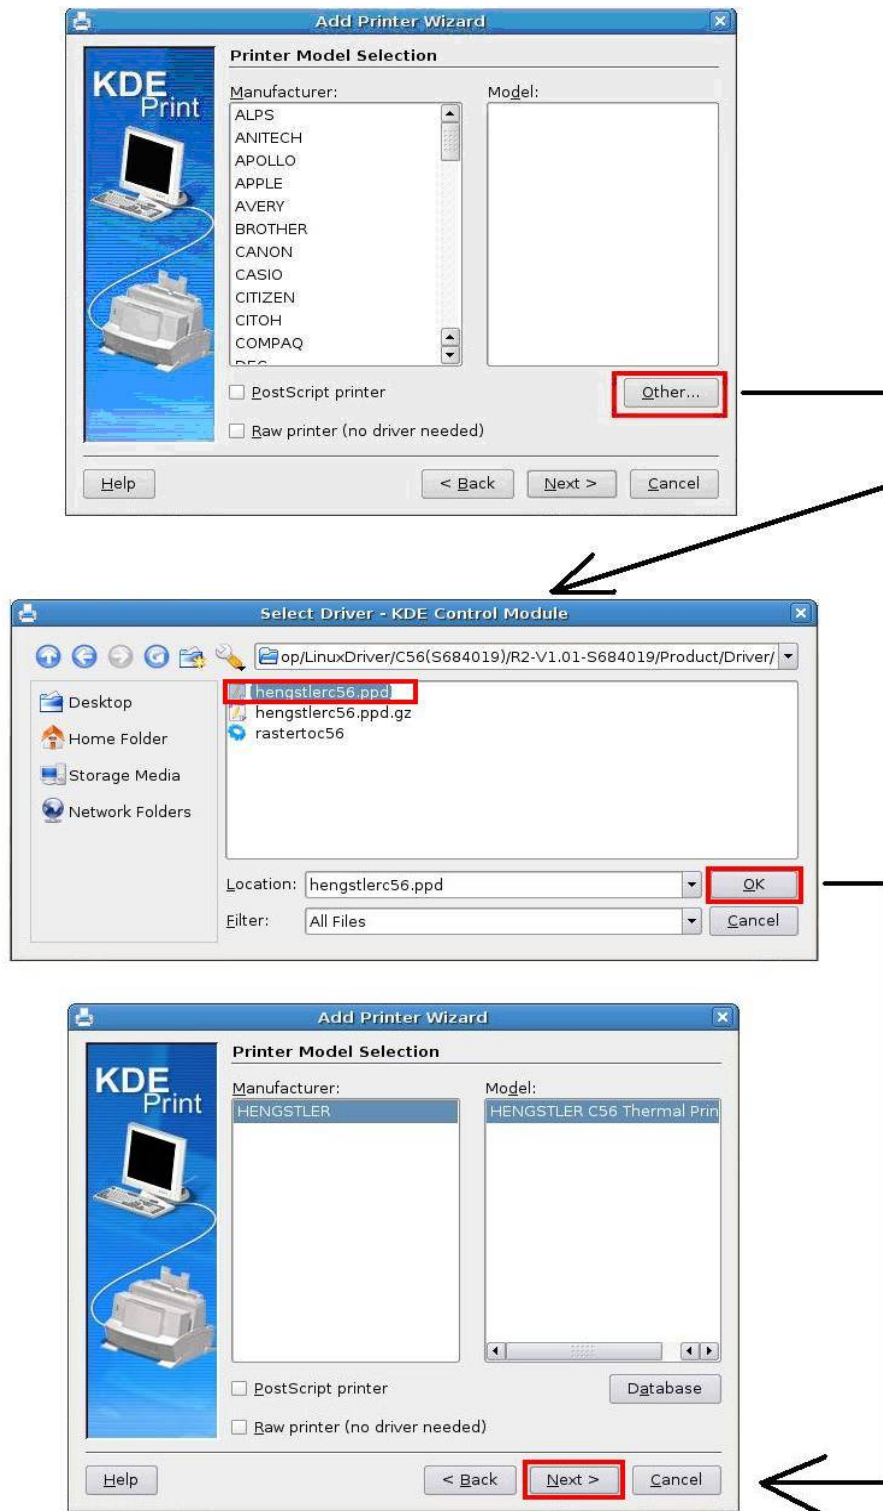 Add Printer Wizard
KDE
Print
Printer Model Selection
Manufacturer:
ALPS
ANITECH
APOLLO
APPLE
AVERY
BROTHER
CANON
CASIO
CITIZEN
CITOH
COMPAQ
Model:
PostScript printer
Other...
Raw printer (no driver needed)
Help
< Back
Next >
Cancel
Select Driver - KDE Control Module
op/LinuxDriver/C56(S684019)/R2-V1.01-S684019/Product/Driver/
Desktop
Home Folder
Storage Media
Network Folders
hengstlerc56.ppd
hengstlerc56.ppd.gz
rastertoc56
Location: hengstlerc56.ppd
OK
Filter: All Files
Cancel
Add Printer Wizard
KDE
Print
Printer Model Selection
Manufacturer:
HENGSTLER
Model:
HENGSTLER C56 Thermal Prin
PostScript printer
Database
Raw printer (no driver needed)
Help
< Back
Next >
Cancel